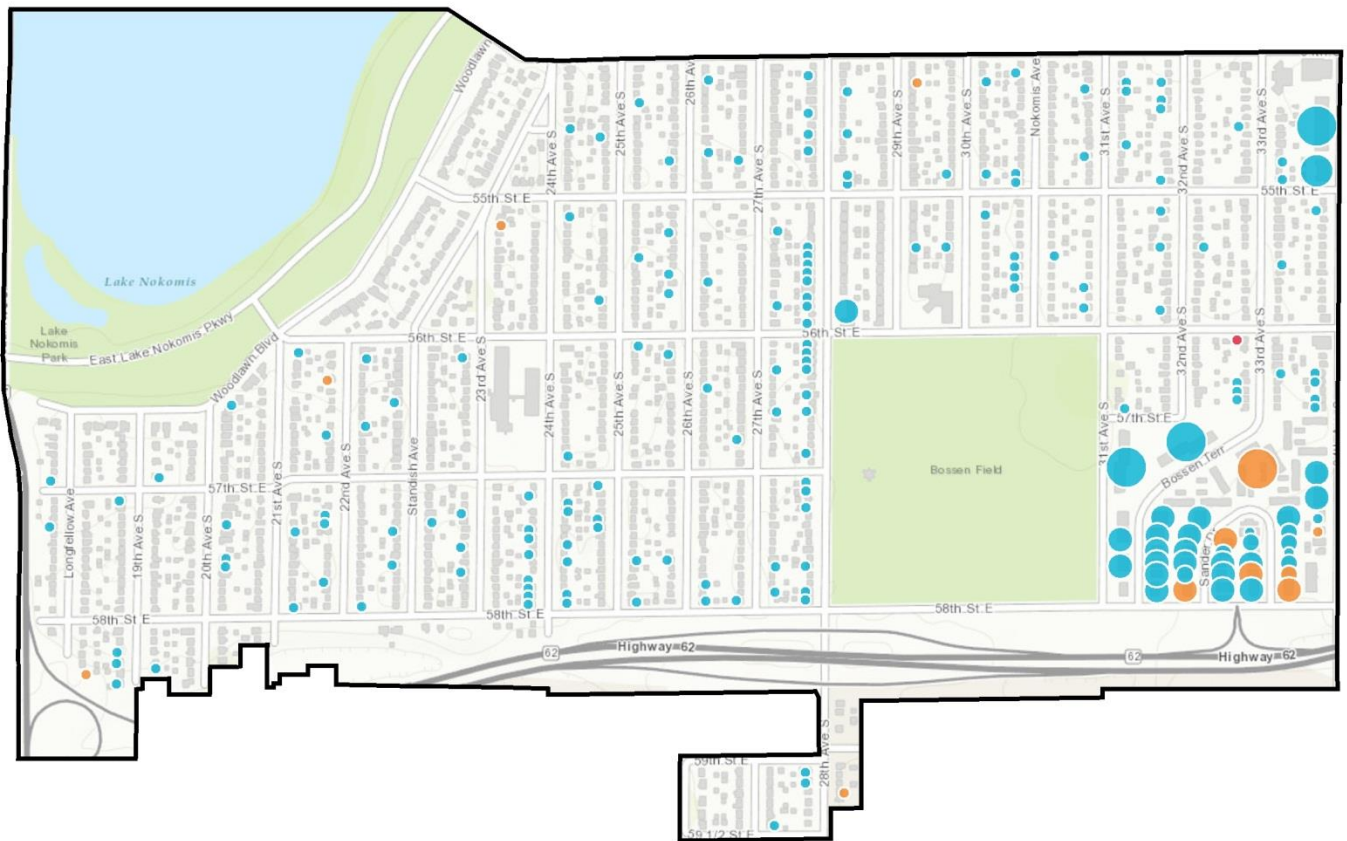 Woodlawn
26th Av
Nokomis Ave
25th Ave S
29th Ave S
30th Ave S
31st Ave S
33rd Ave S
24th Ave S
27th Ave S
32nd Ave S
55th St E
55th St E
Lake Nokomis
Lake
Nokomis
Park
East Lake Nokomis Pkwy
Woodlawn Blvd
56th St E
56th St E
23rd Ave S
24th Ave S
25th Ave S
26th Ave S
27th Ave S
32nd Ave S
33rd Ave S
31st Ave S
57th St E
Bossen Terr
Bossen Field
21st Ave S
22nd Ave S
Standish Ave
57th St E
Longfellow Ave
19th Ave S
20th Ave S
Sander
58th St E
58th St E
58th St E
62
Highway 62
62
Highway 62
28th Ave S
59th St E
59 1/2 St E